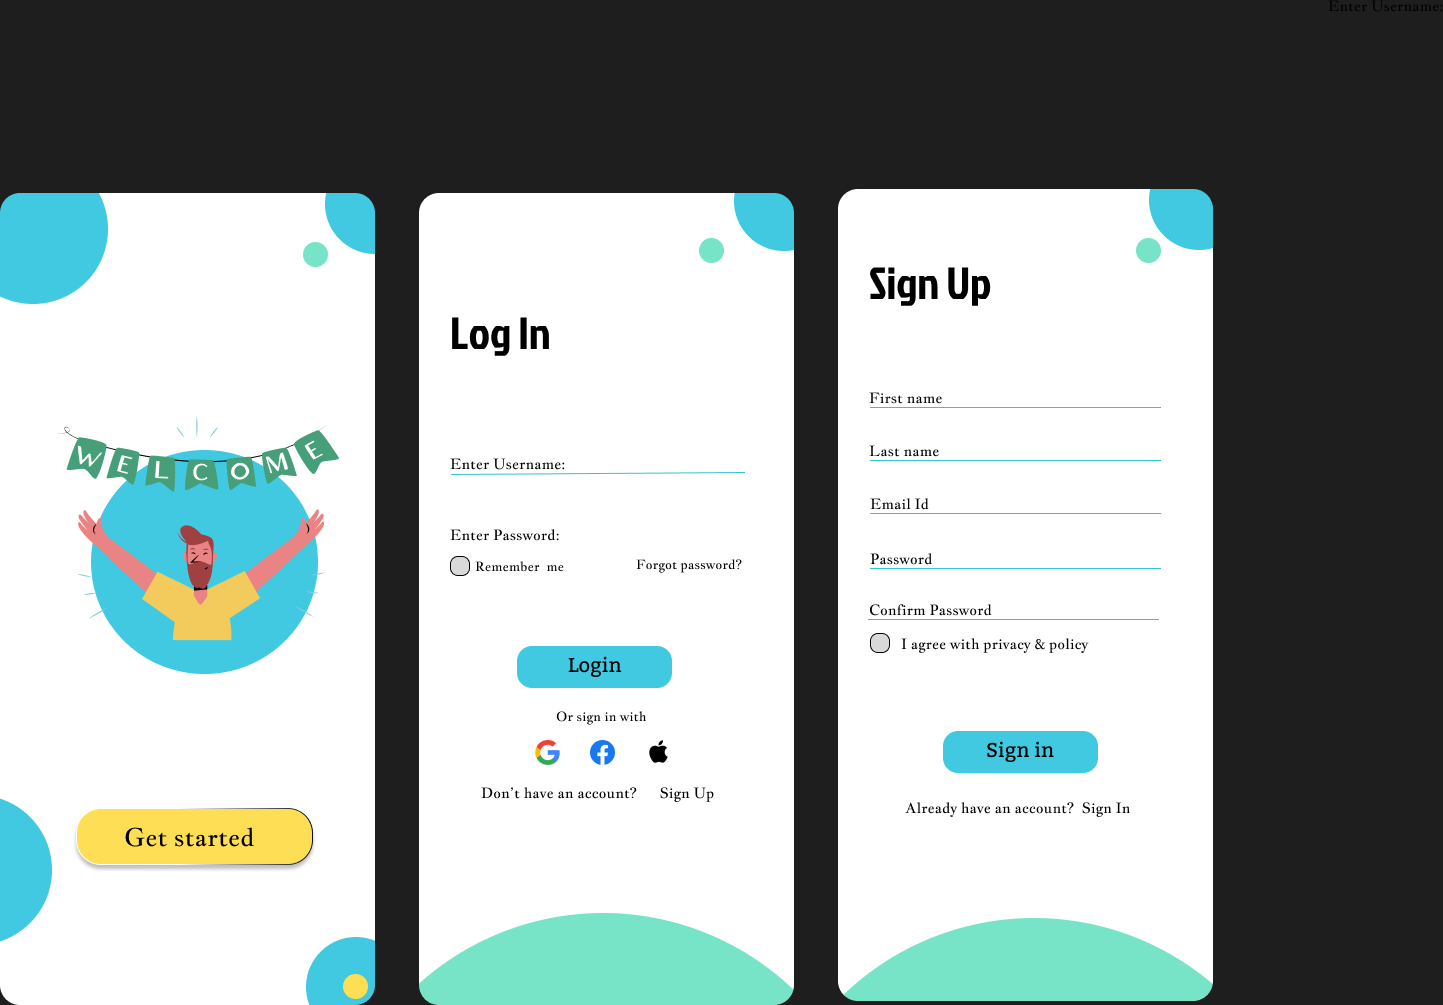 Enter Username:
WELCOME
Get started
Log In
Enter Username:
Enter Password:
Remember me
Forgot password?
Login
Or sign in with
Don't have an account? Sign Up
Sign Up
First name
Last name
Email Id
Password
Confirm Password
I agree with privacy & policy
Sign in
Already have an account? Sign In